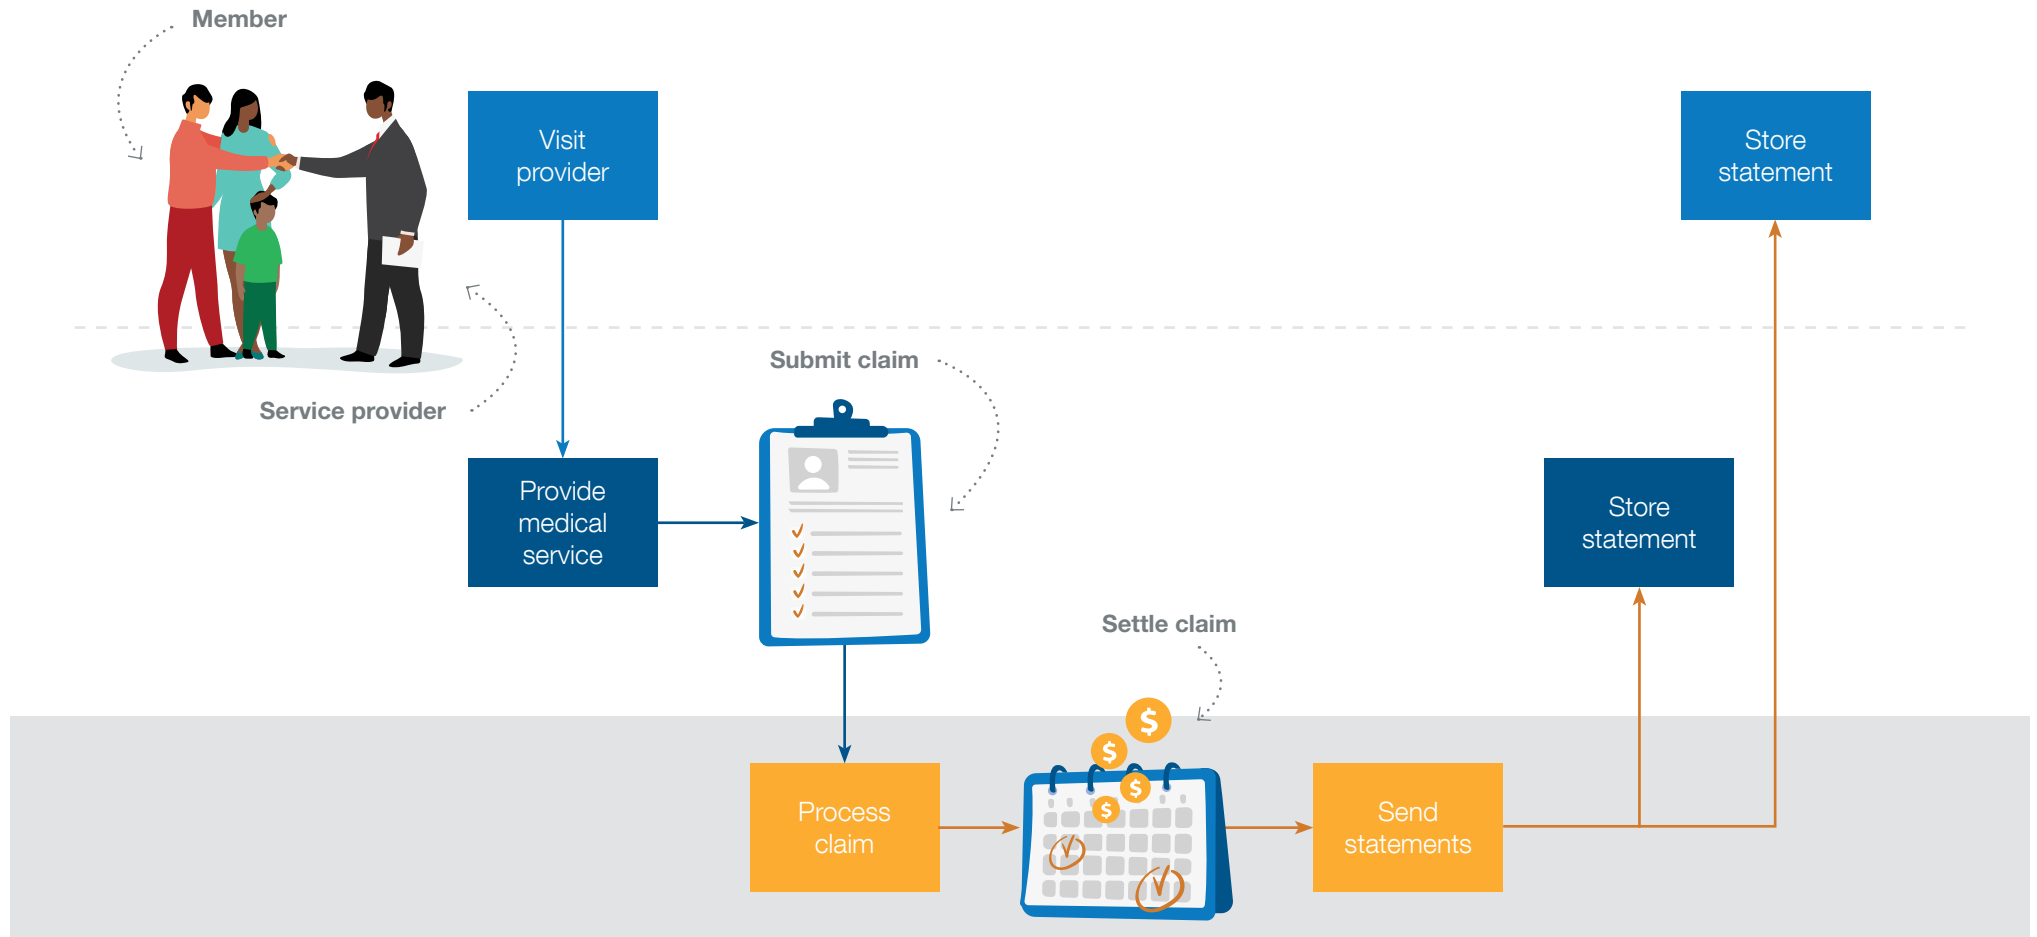 Member
Visit
provider
Store
statement
Submit claim
Service provider
Provide
medical
service
Store
statement
Settle claim
$
$
$
$
Process
claim
Send
statements